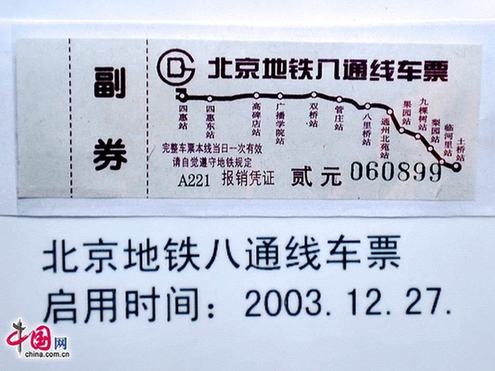 副券
北京地铁八通线车票
四惠站
四惠东站
高碑店站
广播学院站
双桥站
管庄站
八里桥站
通州北苑站
果园站
九棵树站
梨园站
临河里站
土桥站
完整车票本线当日一次有效
请自觉遵守地铁规定
A221 报销凭证 贰元 060899
北京地铁八通线车票
启用时间：2003.12.27.
中国网
china.com.cn